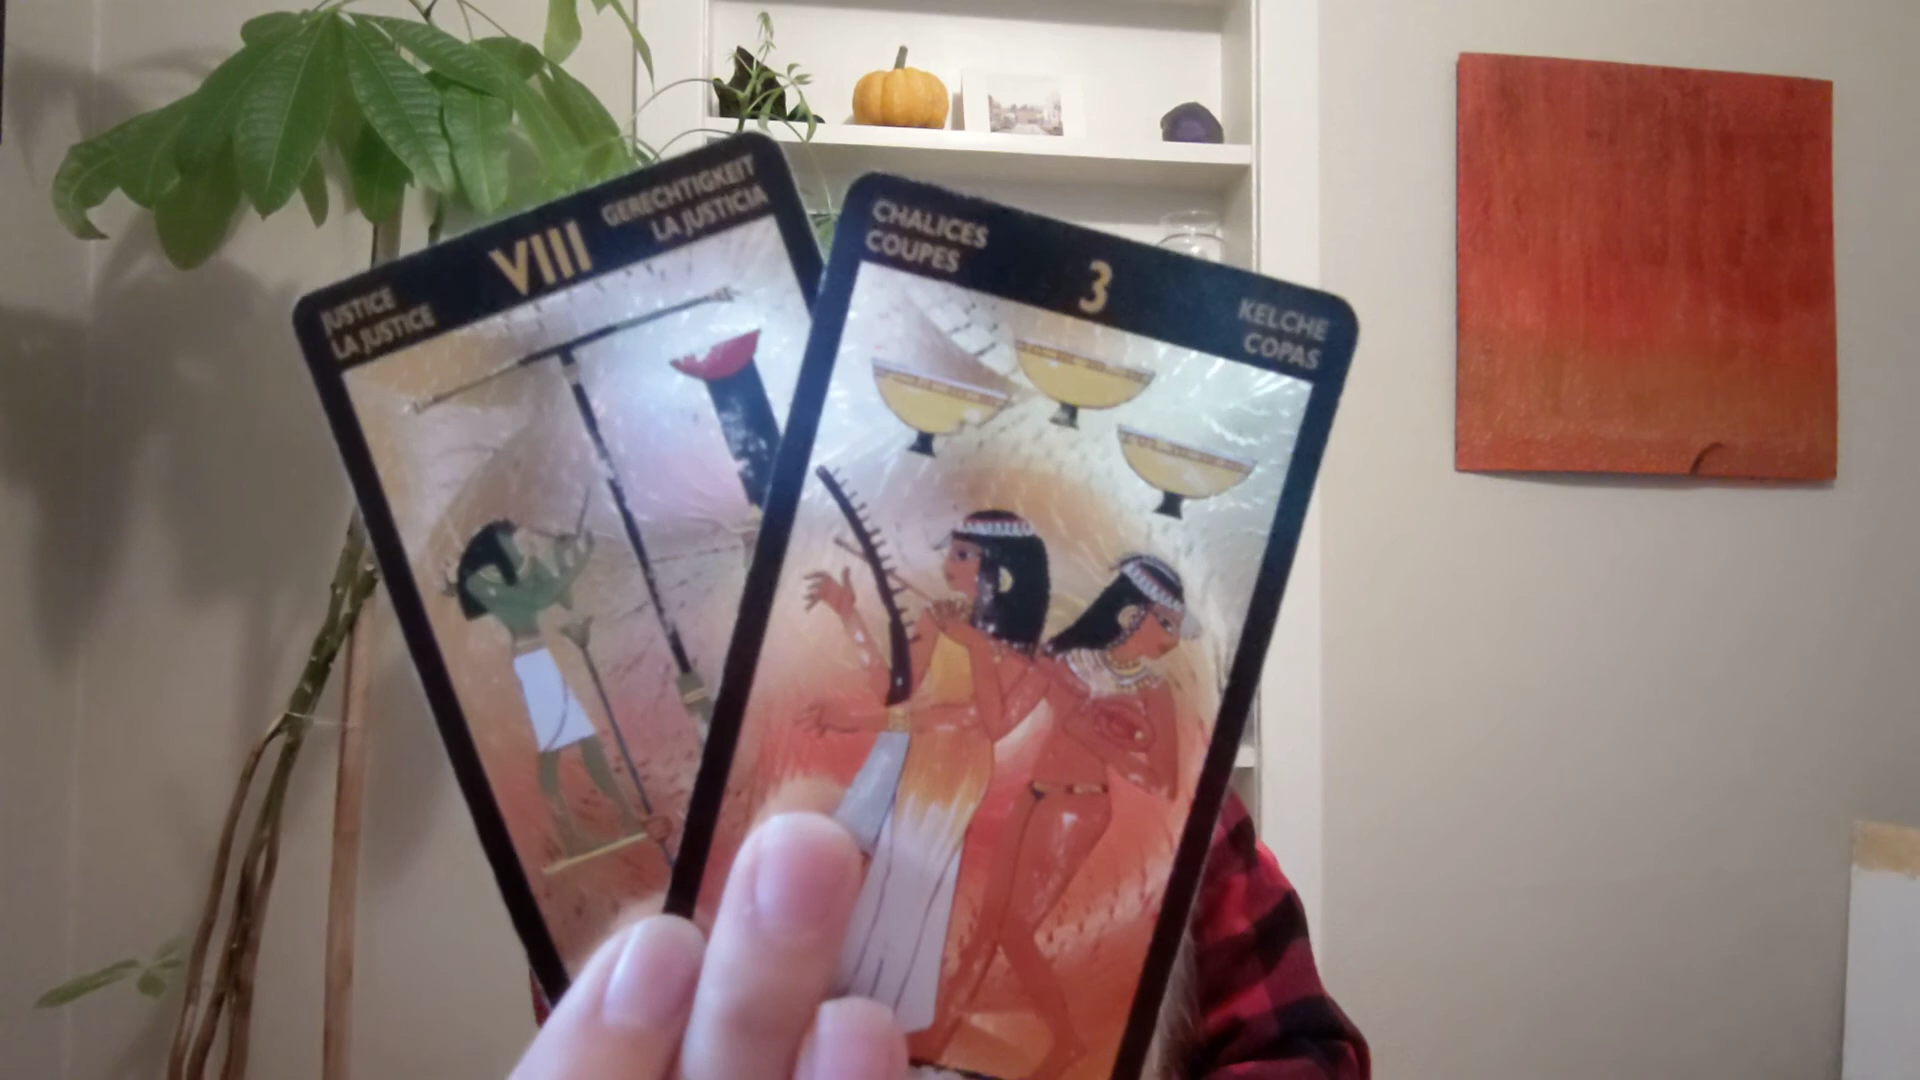 JUSTICE
LA JUSTICE
VIII
GERECHTIGKEIT
LA JUSTICIA
CHALICES
COUPES
3
KELCHE
COPAS